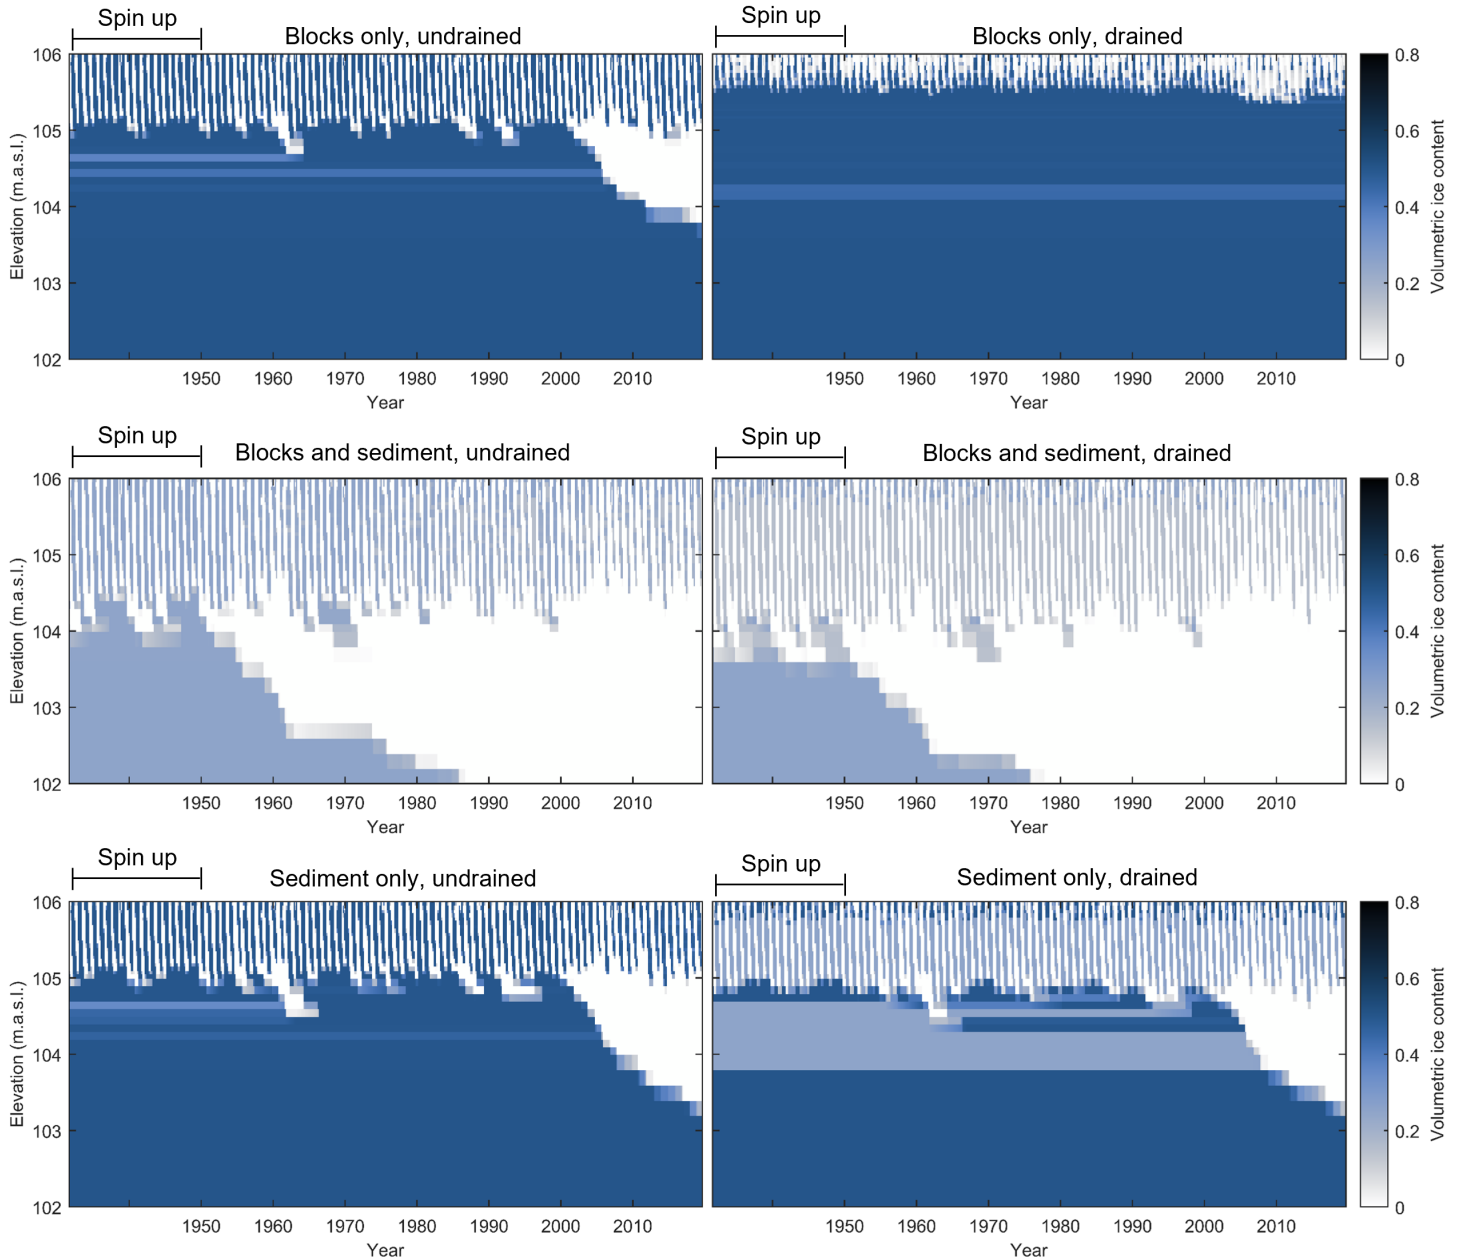 Spin up
Blocks only, undrained
Spin up
Blocks only, drained
106
105
104
103
102
Elevation (m.a.s.l.)
1950 1960 1970 1980 1990 2000 2010
Year
1950 1960 1970 1980 1990 2000 2010
Year
0.8
0.6
0.4
0.2
0
Volumetric ice content
Spin up
Blocks and sediment, undrained
Spin up
Blocks and sediment, drained
106
105
104
103
102
Elevation (m.a.s.l.)
1950 1960 1970 1980 1990 2000 2010
Year
1950 1960 1970 1980 1990 2000 2010
Year
0.8
0.6
0.4
0.2
0
Volumetric ice content
Spin up
Sediment only, undrained
Spin up
Sediment only, drained
106
105
104
103
102
Elevation (m.a.s.l.)
1950 1960 1970 1980 1990 2000 2010
Year
1950 1960 1970 1980 1990 2000 2010
Year
0.8
0.6
0.4
0.2
0
Volumetric ice content